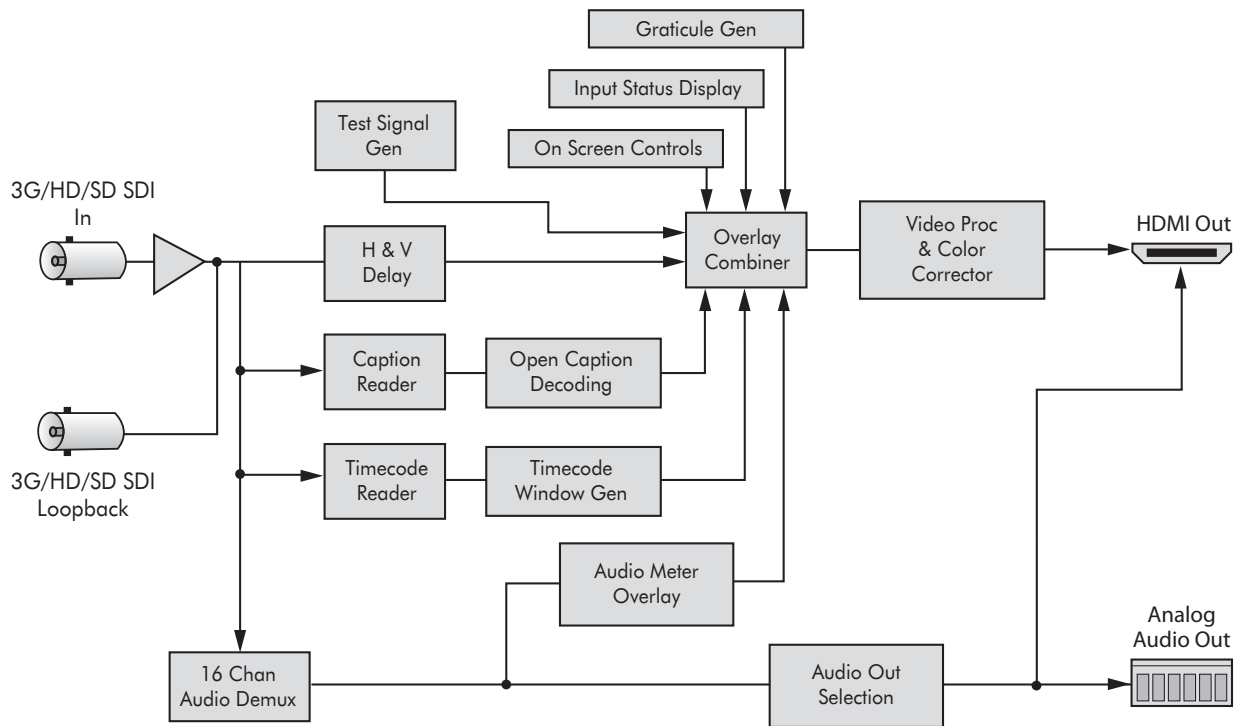 Graticule Gen
Input Status Display
Test Signal
Gen
On Screen Controls
3G/HD/SD SDI
In
H & V
Delay
Overlay
Combiner
Video Proc
& Color
Corrector
HDMI Out
Caption
Reader
Open Caption
Decoding
3G/HD/SD SDI
Loopback
Timecode
Reader
Timecode
Window Gen
Audio Meter
Overlay
16 Chan
Audio Demux
Audio Out
Selection
Analog
Audio Out